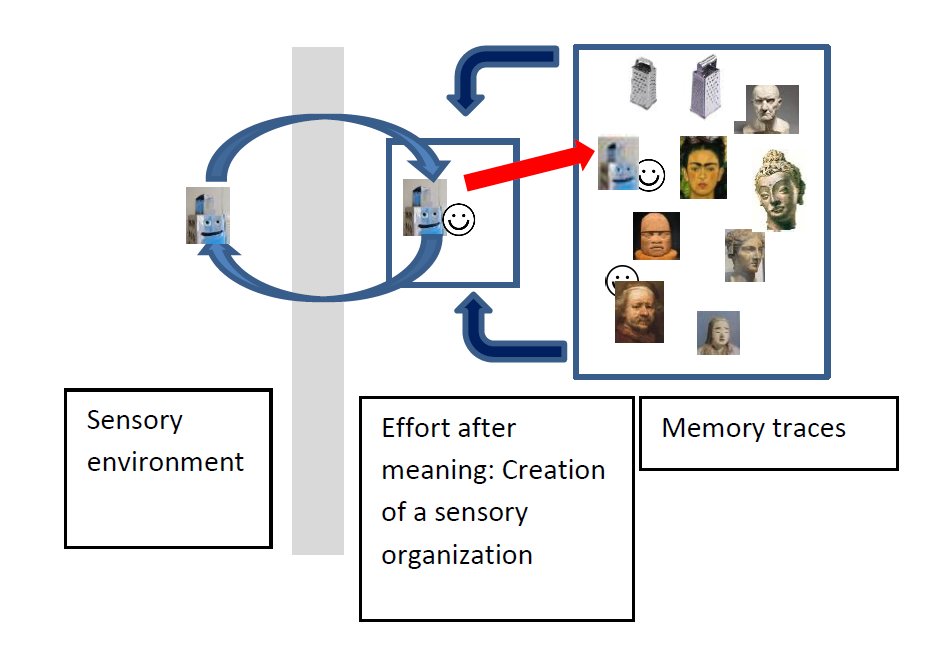 Sensory
environment
Effort after
meaning: Creation
of a sensory
organization
Memory traces